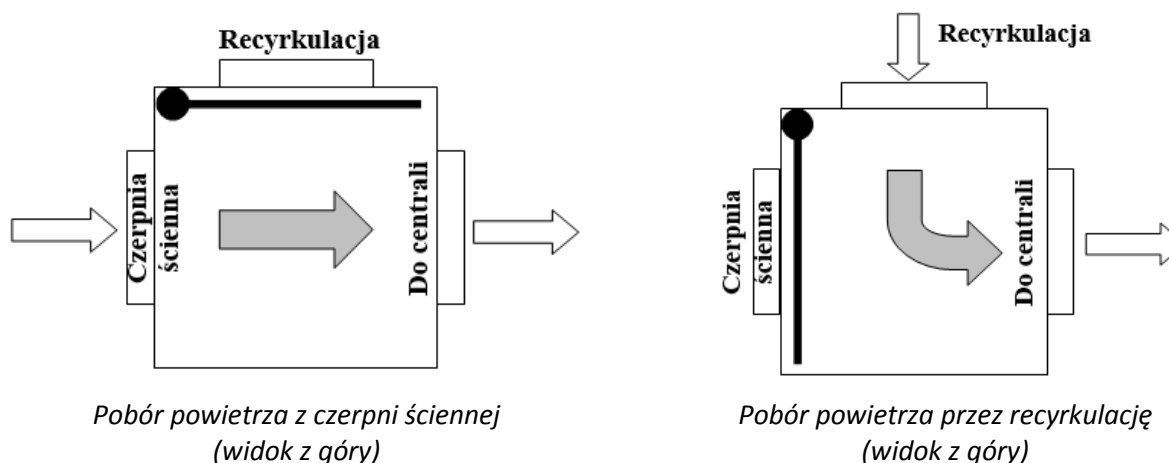 Recyrkulacja
Czerpnia
ścienna
Do centrali
Pobór powietrza z czerpni ściennej
(widok z góry)
Recyrkulacja
Czerpnia
ścienna
Do centrali
Pobór powietrza przez recyrkulację
(widok z góry)